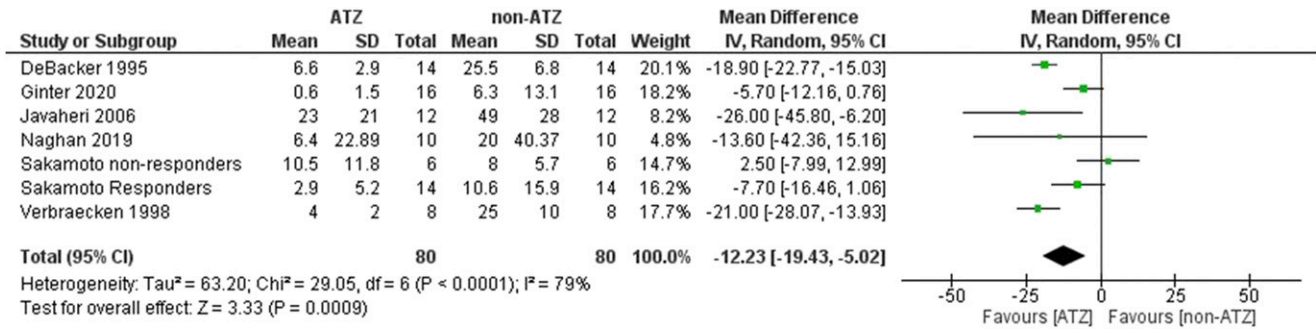 ATZ non-ATZ Mean Difference Mean Difference
Study or Subgroup Mean SD Total Mean SD Total Weight IV, Random, 95% CI IV, Random, 95% CI
DeBacker 1995 6.6 2.9 14 25.5 6.8 14 20.1% -18.90 [-22.77, -15.03]
Ginter 2020 0.6 1.5 16 6.3 13.1 16 18.2% -5.70 [-12.16, 0.76]
Javaheri 2006 23 21 12 49 28 12 8.2% -26.00 [-45.80, -6.20]
Naghan 2019 6.4 22.89 10 20 40.37 10 4.8% -13.60 [-42.36, 15.16]
Sakamoto non-responders 10.5 11.8 6 8 5.7 6 14.7% 2.50 [-7.99, 12.99]
Sakamoto Responders 2.9 5.2 14 10.6 15.9 14 16.2% -7.70 [-16.46, 1.06]
Verbraecken 1998 4 2 8 25 10 8 17.7% -21.00 [-28.07, -13.93]
Total (95% CI) 80 80 100.0% -12.23 [-19.43, -5.02]
Heterogeneity: Tau² = 63.20; Chi² = 29.05, df = 6 (P < 0.0001); I² = 79%
Test for overall effect: Z = 3.33 (P = 0.0009)
-50 -25 0 25 50
Favours [ATZ] Favours [non-ATZ]